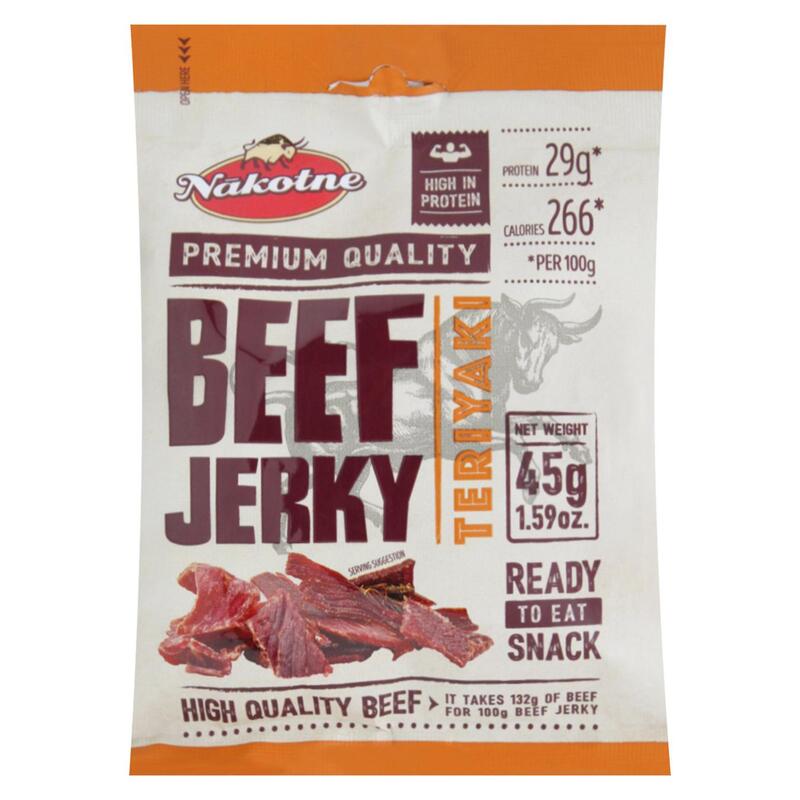 OPEN HERE
Nākotne
HIGH IN
PROTEIN
PROTEIN 29g*
CALORIES 266*
*PER 100g
PREMIUM QUALITY
BEEF
JERKY
TERIYAKI
NET WEIGHT
45g
1.59oz.
SERVING SUGGESTION
READY
TO EAT
SNACK
HIGH QUALITY BEEF > IT TAKES 132g OF BEEF
FOR 100g BEEF JERKY